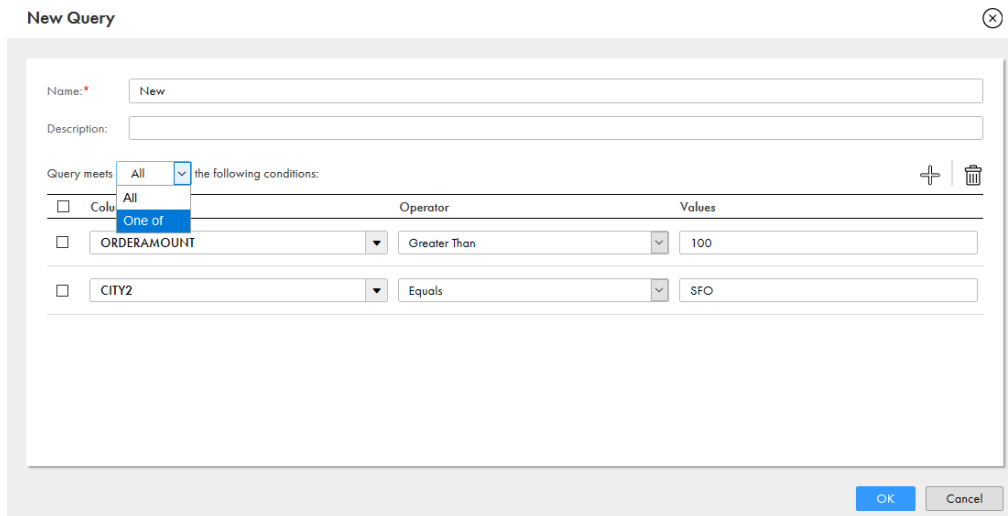 New Query
Name:* New
Description:
Query meets All the following conditions:
All
One of
Operator Values
ORDERAMOUNT Greater Than 100
CITY2 Equals SFO
OK Cancel